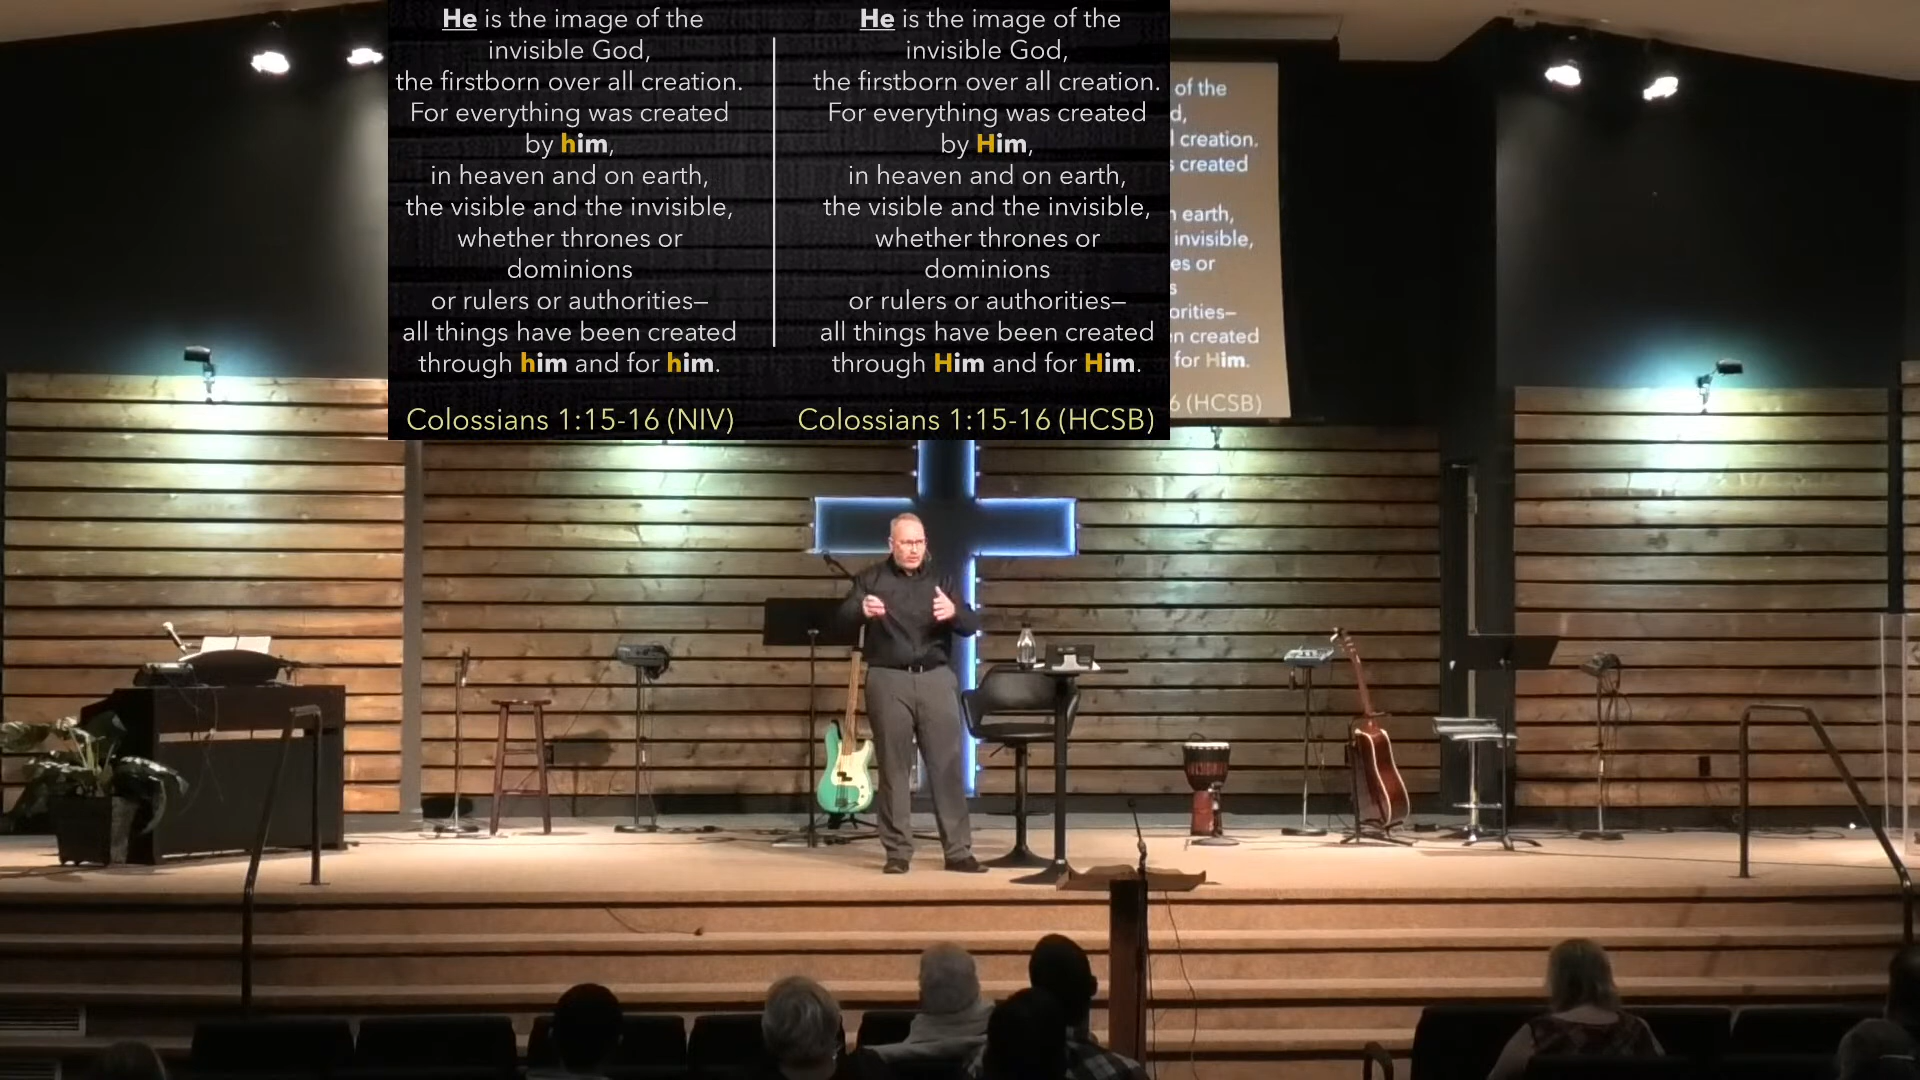 He is the image of the
invisible God,
the firstborn over all creation.
For everything was created
by him,
in heaven and on earth,
the visible and the invisible,
whether thrones or
dominions
or rulers or authorities—
all things have been created
through him and for him.
Colossians 1:15-16 (NIV)
He is the image of the
invisible God,
the firstborn over all creation.
For everything was created
by Him,
in heaven and on earth,
the visible and the invisible,
whether thrones or
dominions
or rulers or authorities—
all things have been created
through Him and for Him.
Colossians 1:15-16 (HCSB)
of the
d,
creation.
created
earth,
invisible,
es or
s
orities—
n created
for Him.
6 (HCSB)